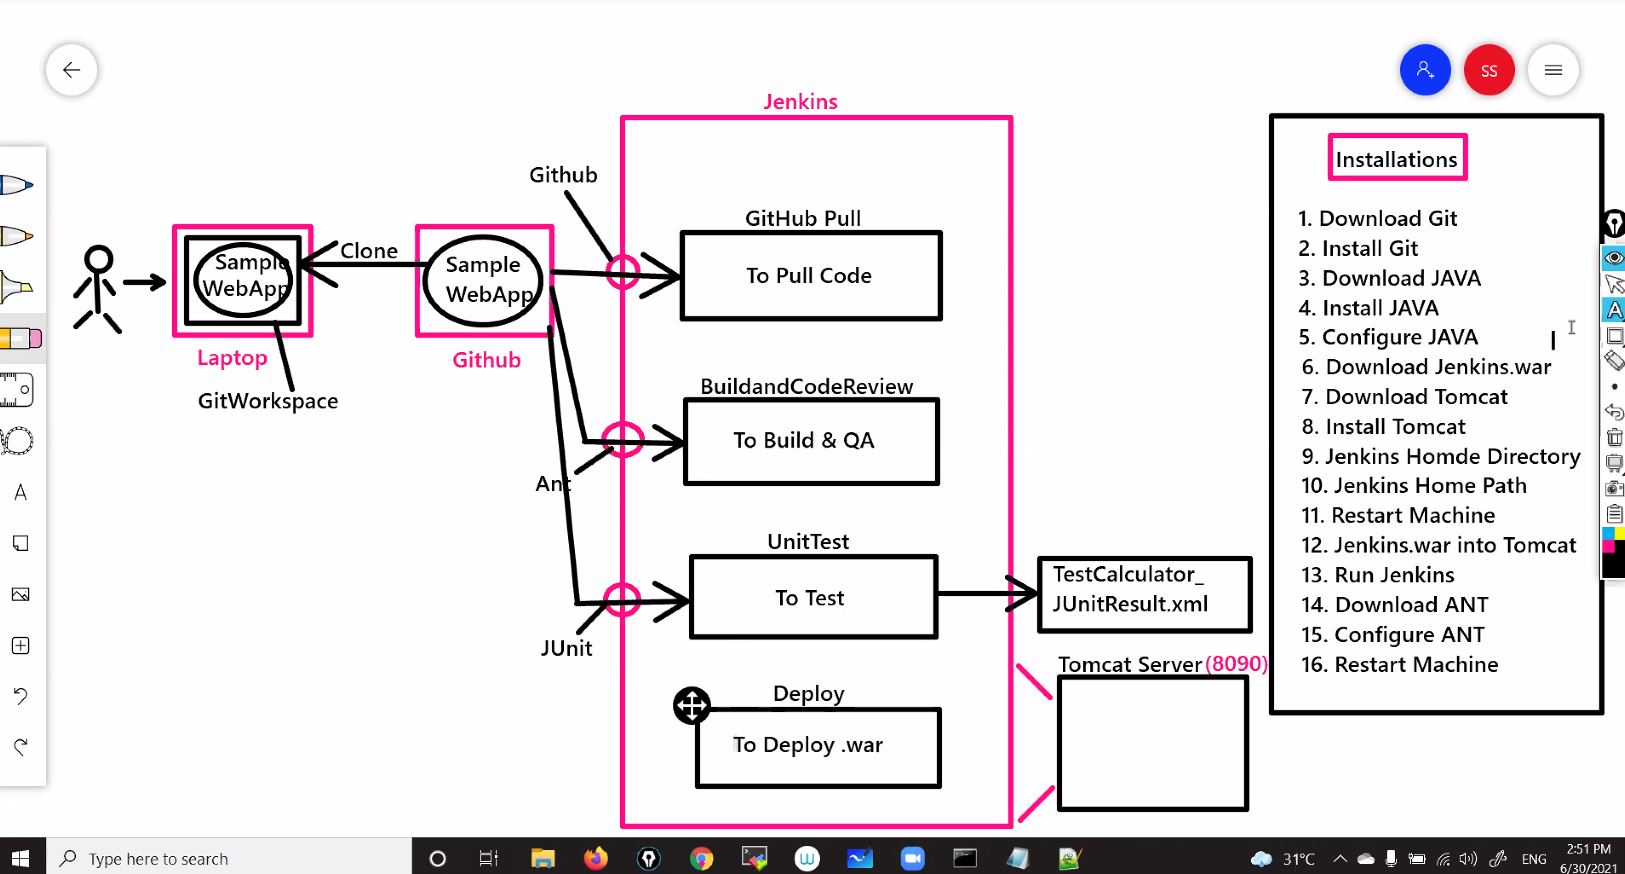 SS
Jenkins
Github
GitHub Pull
To Pull Code
Clone
Sample
WebApp
Sample
WebApp
Laptop
Github
GitWorkspace
BuildandCodeReview
To Build & QA
Ant
UnitTest
To Test
JUnit
TestCalculator_
JUnitResult.xml
Tomcat Server (8090)
Deploy
To Deploy .war
Installations
1. Download Git
2. Install Git
3. Download JAVA
4. Install JAVA
5. Configure JAVA
6. Download Jenkins.war
7. Download Tomcat
8. Install Tomcat
9. Jenkins Homde Directory
10. Jenkins Home Path
11. Restart Machine
12. Jenkins.war into Tomcat
13. Run Jenkins
14. Download ANT
15. Configure ANT
16. Restart Machine
A
A
Type here to search
31°C
ENG
2:51 PM
6/30/2021